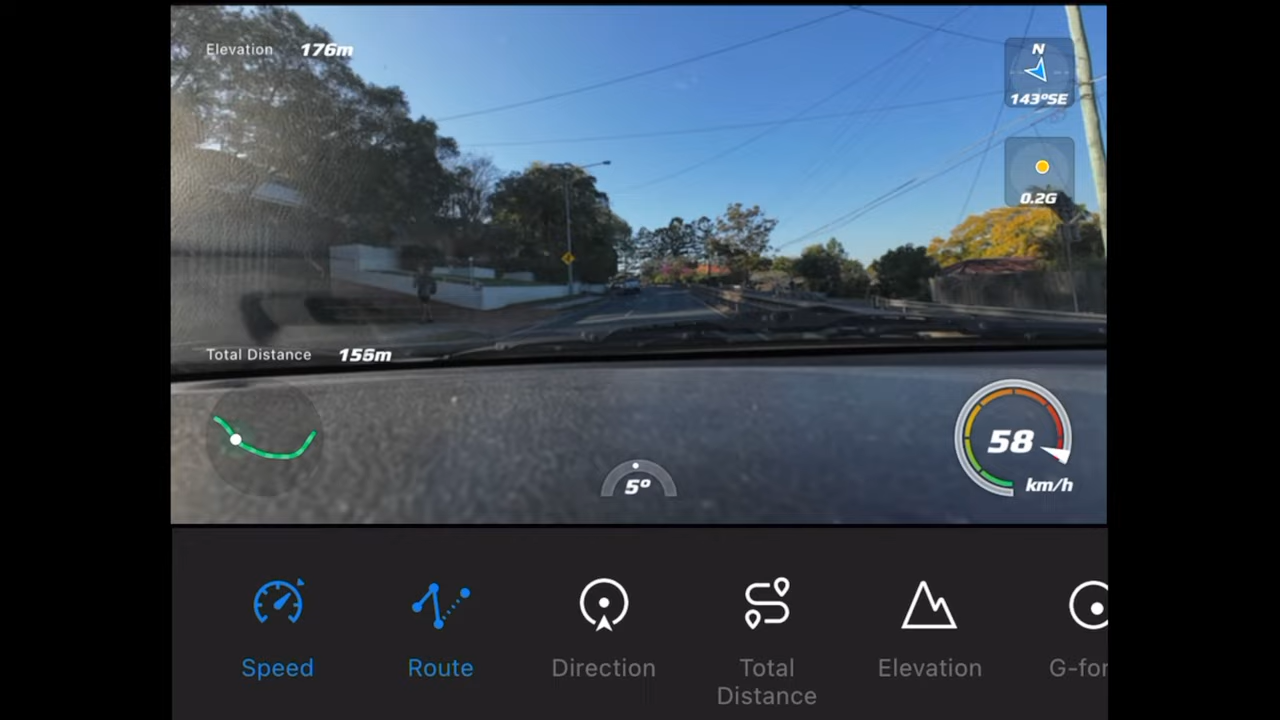 Elevation 176m
N
143°SE
0.2G
Total Distance 156m
58
km/h
5°
Speed
Route
Direction
Total
Distance
Elevation
G-for